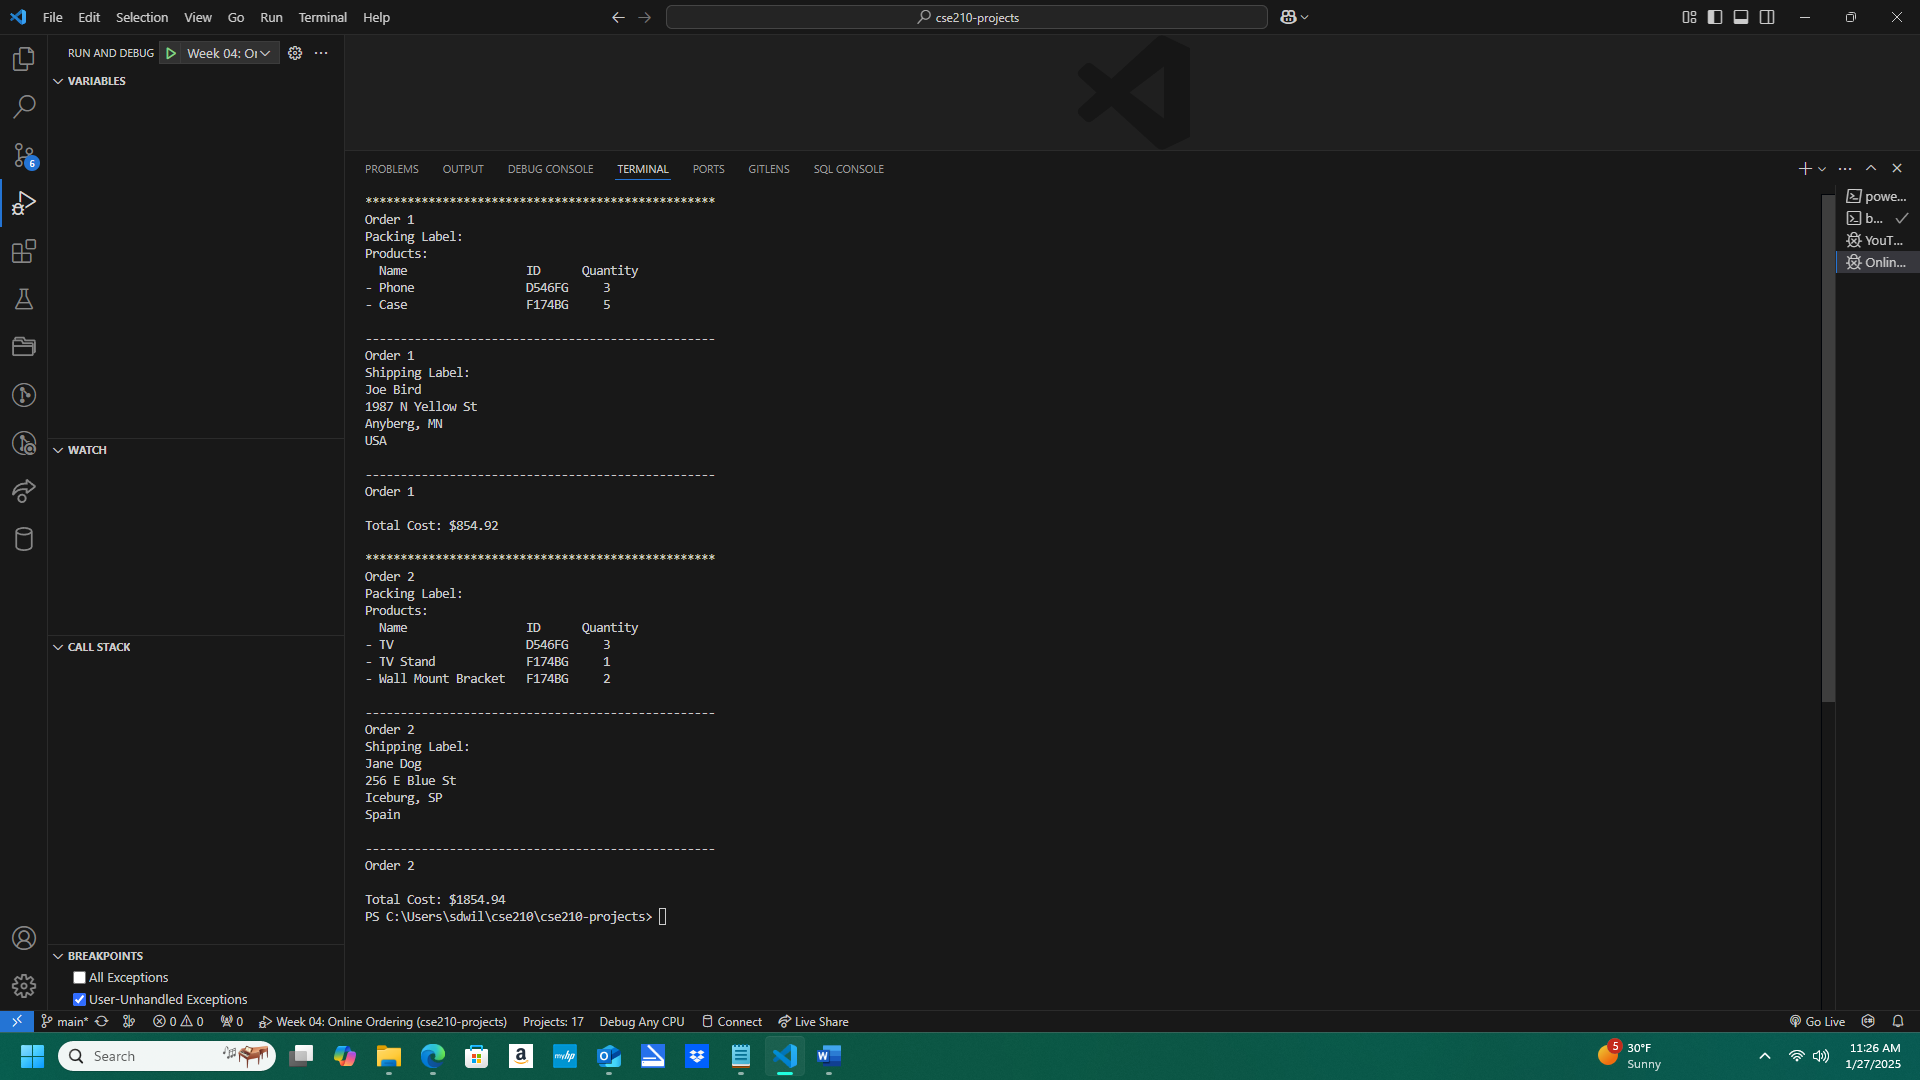 File Edit Selection View Go Run Terminal Help
cse210-projects
RUN AND DEBUG
Week 04: Or
VARIABLES
WATCH
CALL STACK
BREAKPOINTS
All Exceptions
User-Unhandled Exceptions
6
PROBLEMS OUTPUT DEBUG CONSOLE TERMINAL PORTS GITLENS SQL CONSOLE
**************************************************
Order 1
Packing Label:
Products:
  Name                 ID      Quantity
- Phone                D546FG     3
- Case                 F174BG     5
--------------------------------------------------
Order 1
Shipping Label:
Joe Bird
1987 N Yellow St
Anyberg, MN
USA
--------------------------------------------------
Order 1
Total Cost: $854.92
**************************************************
Order 2
Packing Label:
Products:
  Name                 ID      Quantity
- TV                   D546FG     3
- TV Stand             F174BG     1
- Wall Mount Bracket   F174BG     2
--------------------------------------------------
Order 2
Shipping Label:
Jane Dog
256 E Blue St
Iceburg, SP
Spain
--------------------------------------------------
Order 2
Total Cost: $1854.94
PS C:\Users\sdwil\cse210\cse210-projects>
powe...
b...
YouT...
Onlin...
main* 0 0 0 Week 04: Online Ordering (cse210-projects) Projects: 17 Debug Any CPU Connect Live Share Go Live
Search
a
myhp
5
30°F
Sunny
11:26 AM
1/27/2025